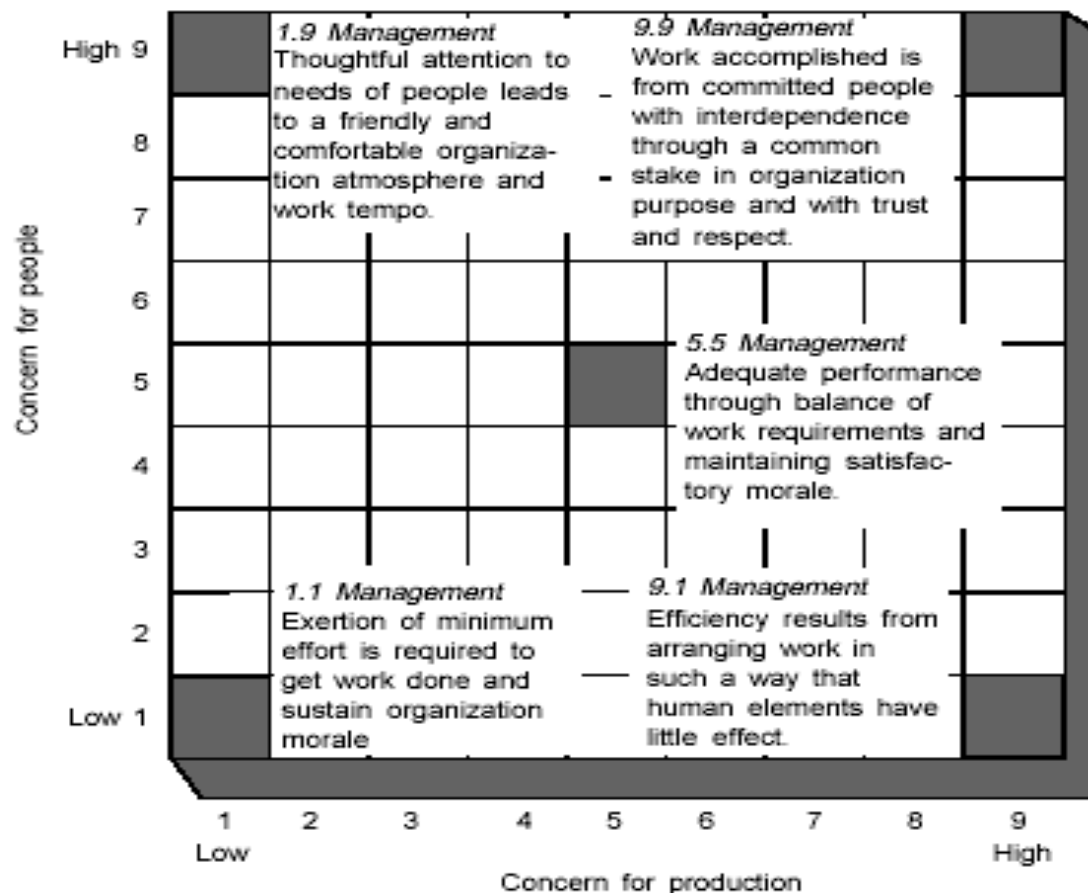 High 9
8
7
6
5
4
3
2
Low 1
Concern for people
1.9 Management
Thoughtful attention to
needs of people leads
to a friendly and
comfortable organiza-
tion atmosphere and
work tempo.
9.9 Management
Work accomplished is
from committed people
with interdependence
through a common
stake in organization
purpose and with trust
and respect.
5.5 Management
Adequate performance
through balance of
work requirements and
maintaining satisfac-
tory morale.
1.1 Management
Exertion of minimum
effort is required to
get work done and
sustain organization
morale
9.1 Management
Efficiency results from
arranging work in
such a way that
human elements have
little effect.
1 2 3 4 5 6 7 8 9
Low High
Concern for production